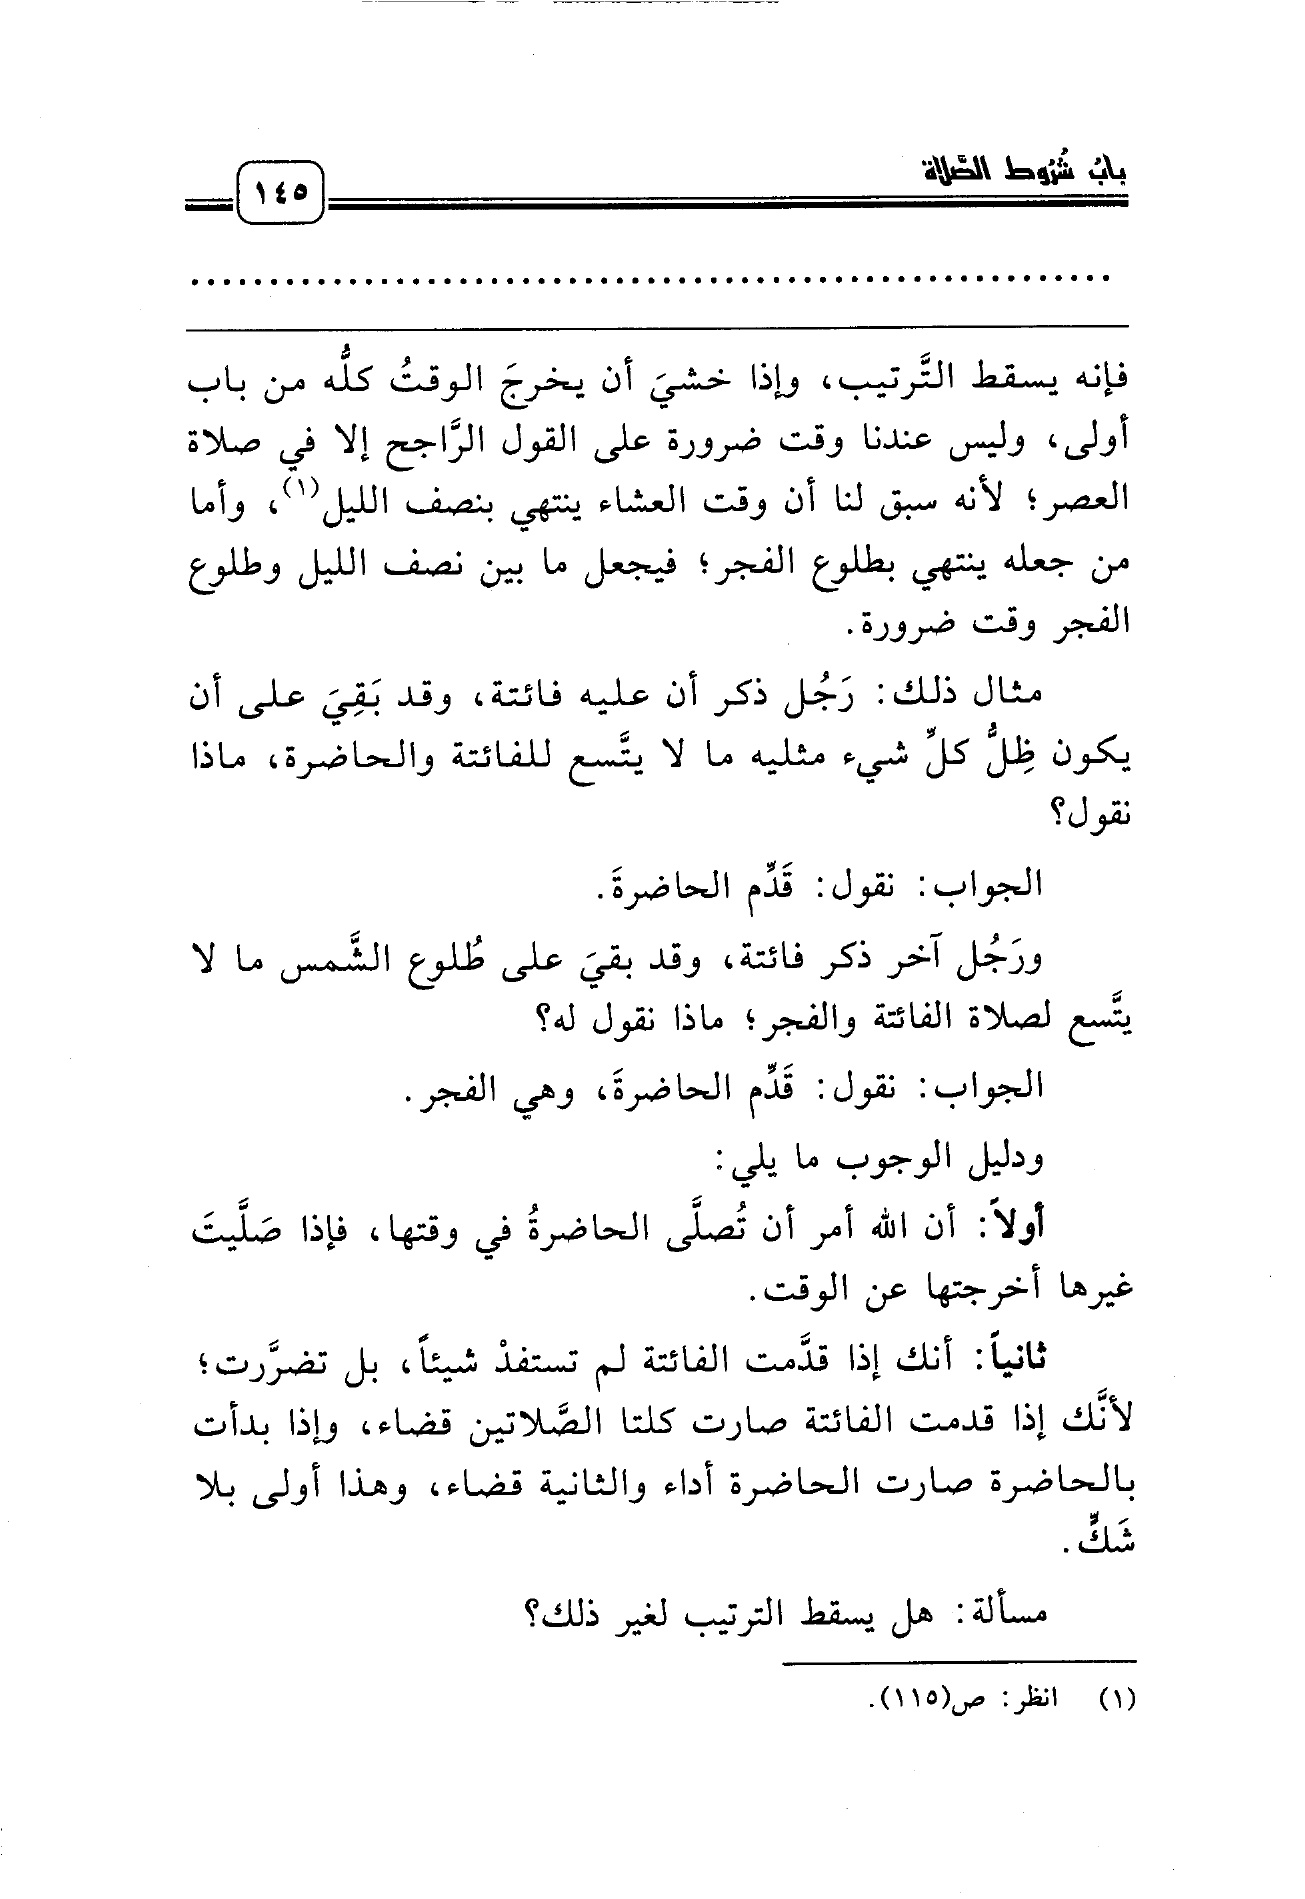 بابُ شُرُوط الصَّلاة
١٤٥
فإنه يسقط التَّرتيب، وإذا خشيَ أن يخرجَ الوقتُ كلُّه من باب
أولى، وليس عندنا وقت ضرورة على القول الرَّاجح إلا في صلاة
العصر؛ لأنه سبق لنا أن وقت العشاء ينتهي بنصف الليل(١)، وأما
من جعله ينتهي بطلوع الفجر؛ فيجعل ما بين نصف الليل وطلوع
الفجر وقت ضرورة.
مثال ذلك: رَجُل ذكر أن عليه فائتة، وقد بَقِيَ على أن
يكون ظِلُّ كلِّ شيء مثليه ما لا يتَّسع للفائتة والحاضرة، ماذا
نقول؟
الجواب: نقول: قَدِّم الحاضرةَ.
ورَجُل آخر ذكر فائتة، وقد بقيَ على طُلوع الشَّمس ما لا
يتَّسع لصلاة الفائتة والفجر؛ ماذا نقول له؟
الجواب: نقول: قَدِّم الحاضرةَ، وهي الفجر.
ودليل الوجوب ما يلي:
أولاً: أن الله أمر أن تُصلَّى الحاضرةُ في وقتها، فإذا صَلَّيتَ
غيرها أخرجتها عن الوقت.
ثانياً: أنك إذا قدَّمت الفائتة لم تستفدْ شيئاً، بل تضرَّرت؛
لأنَّك إذا قدمت الفائتة صارت كلتا الصَّلاتين قضاء، وإذا بدأت
بالحاضرة صارت الحاضرة أداء والثانية قضاء، وهذا أولى بلا
شَكٍّ.
مسألة: هل يسقط الترتيب لغير ذلك؟
(١) انظر: ص(١١٥).